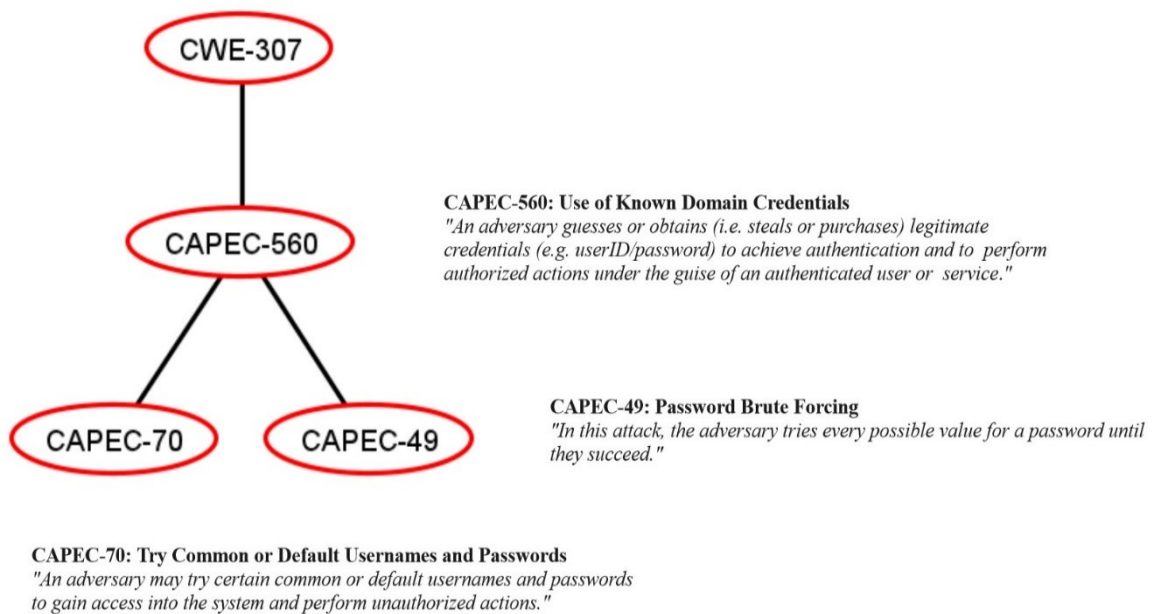 CWE-307
CAPEC-560
CAPEC-560: Use of Known Domain Credentials
"An adversary guesses or obtains (i.e. steals or purchases) legitimate
credentials (e.g. userID/password) to achieve authentication and to perform
authorized actions under the guise of an authenticated user or service."
CAPEC-70
CAPEC-49
CAPEC-49: Password Brute Forcing
"In this attack, the adversary tries every possible value for a password until
they succeed."
CAPEC-70: Try Common or Default Usernames and Passwords
"An adversary may try certain common or default usernames and passwords
to gain access into the system and perform unauthorized actions."